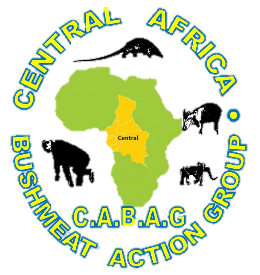 CENTRAL AFRICA •
Central
C.A.B.A.G
BUSHMEAT ACTION GROUP